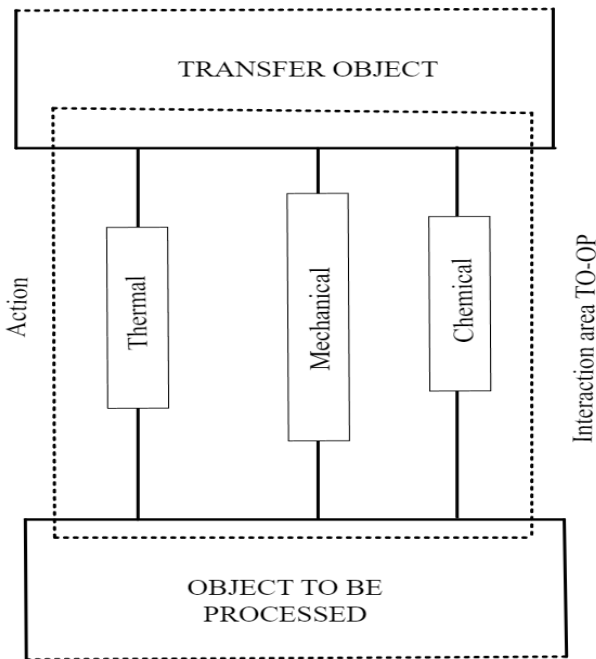 TRANSFER OBJECT
Action
Thermal
Mechanical
Chemical
Interaction area TO-OP
OBJECT TO BE
PROCESSED